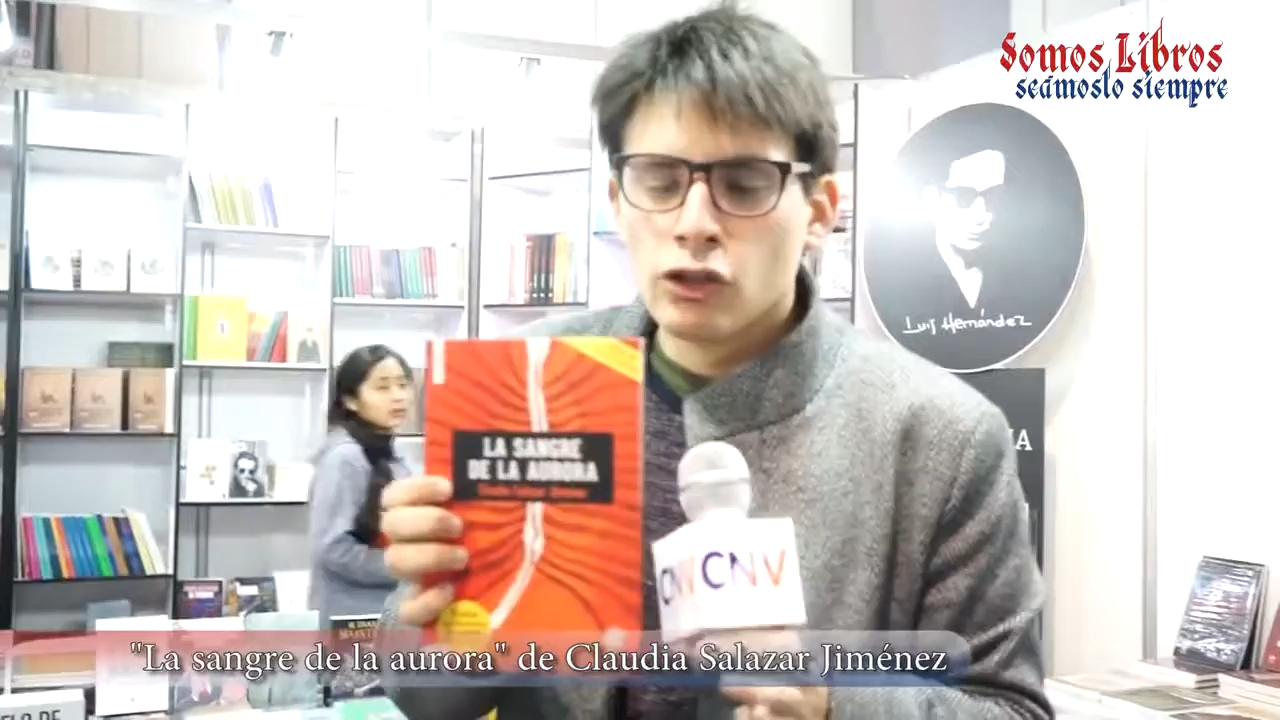 Somos Libros
seámoslo siempre
Luis Hernández
LA SANGRE
DE LA AURORA
CNV
"La sangre de la aurora" de Claudia Salazar Jiménez